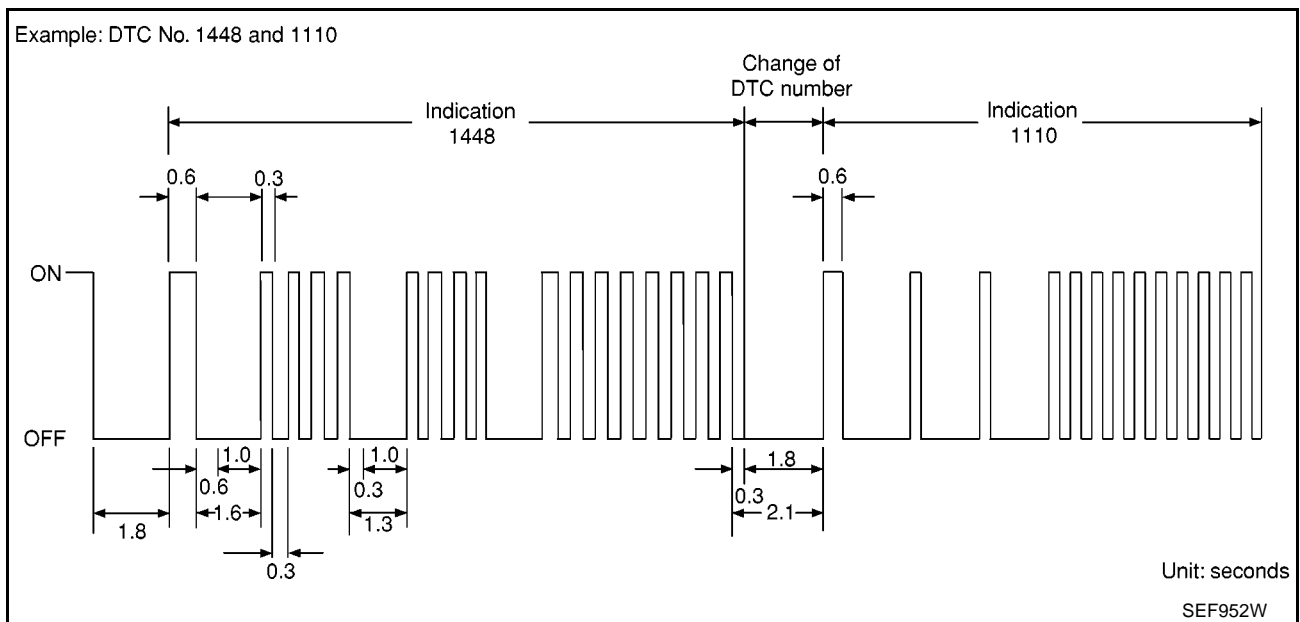 Example: DTC No. 1448 and 1110
Change of
DTC number
Indication
1448
Indication
1110
0.6
0.3
0.6
ON
OFF
1.0
0.6
1.6
1.8
0.3
1.0
0.3
1.3
1.8
0.3
2.1
Unit: seconds
SEF952W